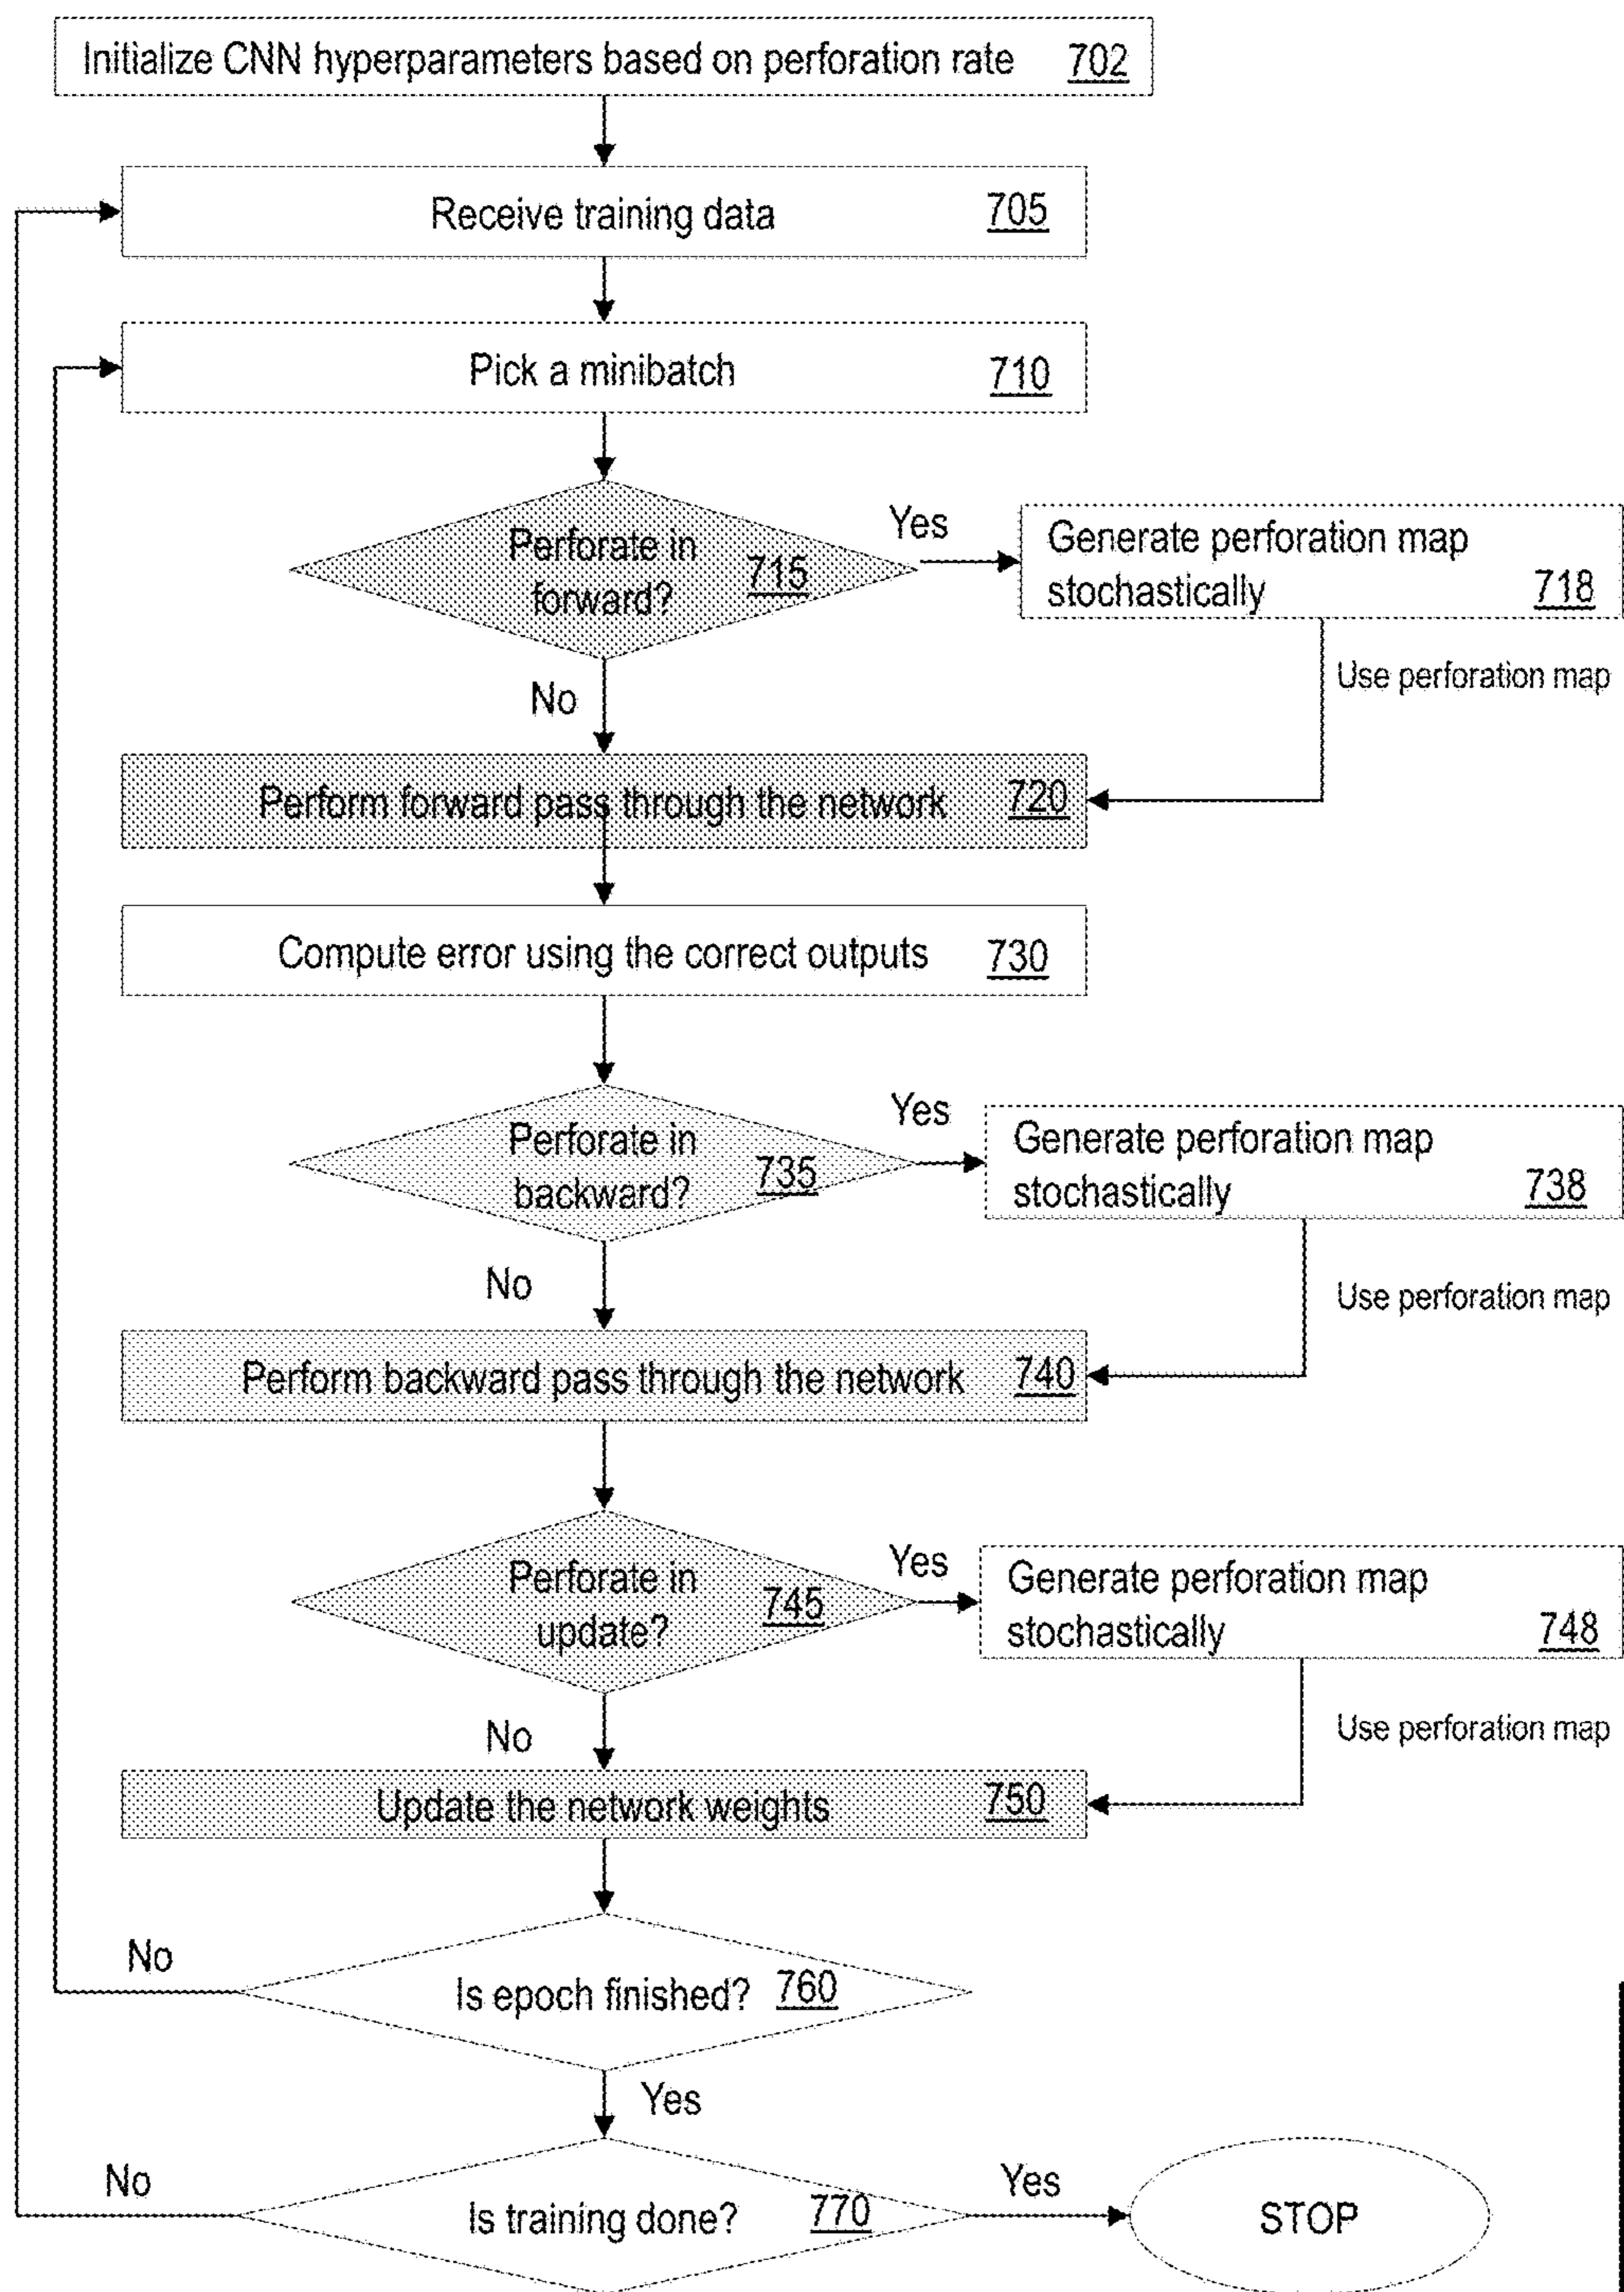 Initialize CNN hyperparameters based on perforation rate 702
Receive training data 705
Pick a minibatch 710
Perforate in
forward? 715
Yes
Generate perforation map
stochastically 718
Use perforation map
No
Perform forward pass through the network 720
Compute error using the correct outputs 730
Perforate in
backward? 735
Yes
Generate perforation map
stochastically 738
Use perforation map
No
Perform backward pass through the network 740
Perforate in
update? 745
Yes
Generate perforation map
stochastically 748
Use perforation map
No
Update the network weights 750
Is epoch finished? 760
No
Yes
Is training done? 770
No
Yes
STOP